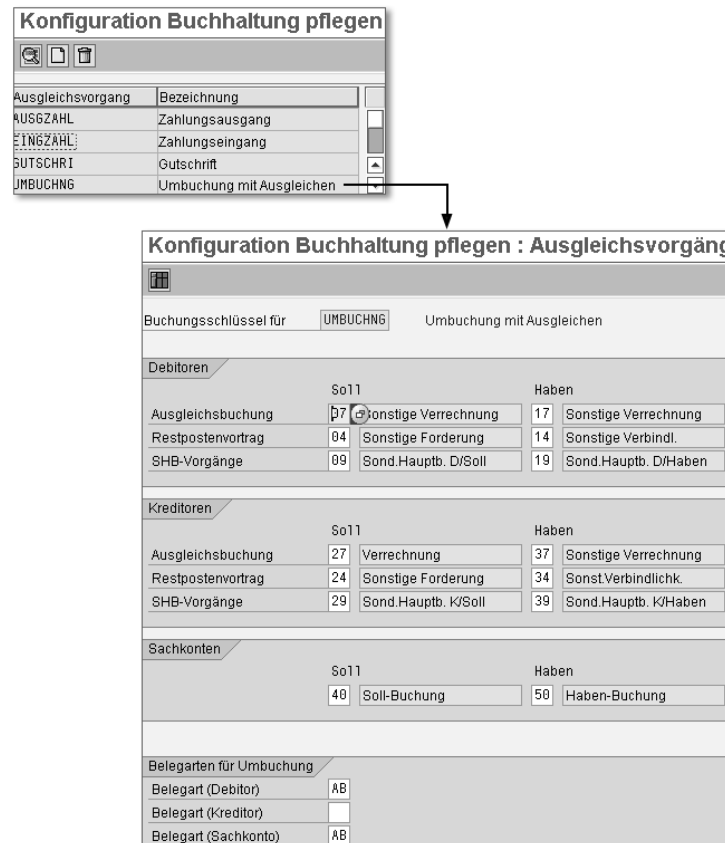 Konfiguration Buchhaltung pflegen
Ausgleichsvorgang Bezeichnung
AUSGZAHL Zahlungsausgang
EINGZAHL Zahlungseingang
GUTSCHRI Gutschrift
UMBUCHNG Umbuchung mit Ausgleichen
Konfiguration Buchhaltung pflegen : Ausgleichsvorgäng
Buchungsschlüssel für UMBUCHNG Umbuchung mit Ausgleichen
Debitoren
Soll Haben
Ausgleichsbuchung 07 Sonstige Verrechnung 17 Sonstige Verrechnung
Restpostenvortrag 04 Sonstige Forderung 14 Sonstige Verbindl.
SHB-Vorgänge 09 Sond.Hauptb. D/Soll 19 Sond.Hauptb. D/Haben
Kreditoren
Soll Haben
Ausgleichsbuchung 27 Verrechnung 37 Sonstige Verrechnung
Restpostenvortrag 24 Sonstige Forderung 34 Sonst.Verbindlichk.
SHB-Vorgänge 29 Sond.Hauptb. K/Soll 39 Sond.Hauptb. K/Haben
Sachkonten
Soll Haben
40 Soll-Buchung 50 Haben-Buchung
Belegarten für Umbuchung
Belegart (Debitor) AB
Belegart (Kreditor)
Belegart (Sachkonto) AB